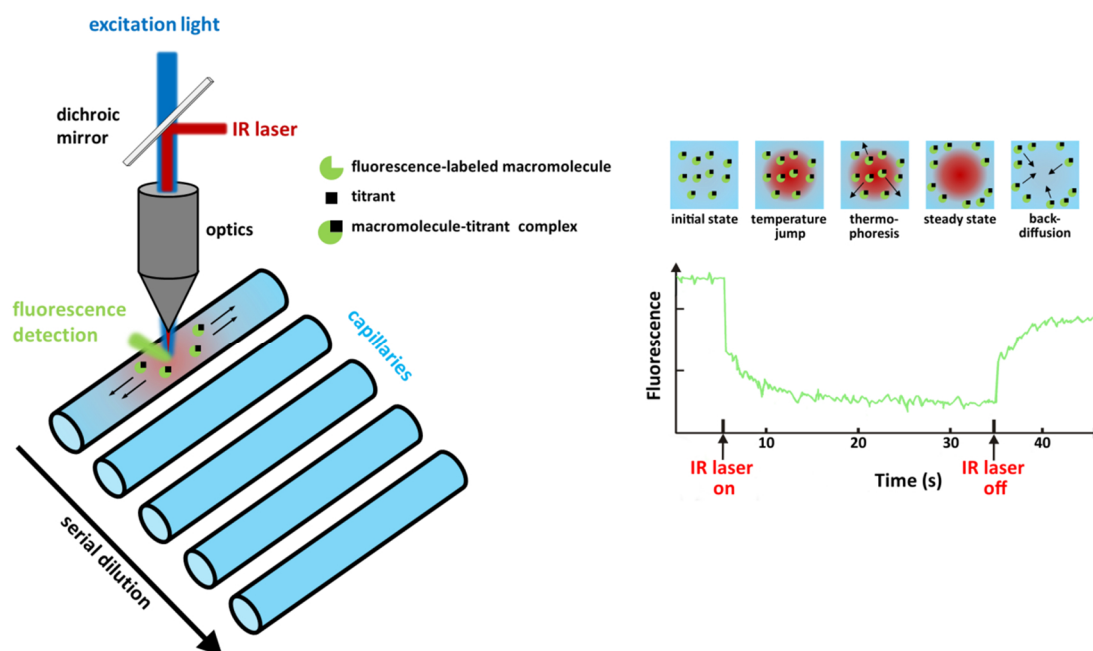 excitation light
dichroic
mirror
IR laser
fluorescence-labeled macromolecule
titrant
macromolecule-titrant complex
optics
fluorescence
detection
capillaries
serial dilution
initial state
temperature
jump
thermo-
phoresis
steady state
back-
diffusion
Fluorescence
10
20
30
40
IR laser
on
Time (s)
IR laser
off